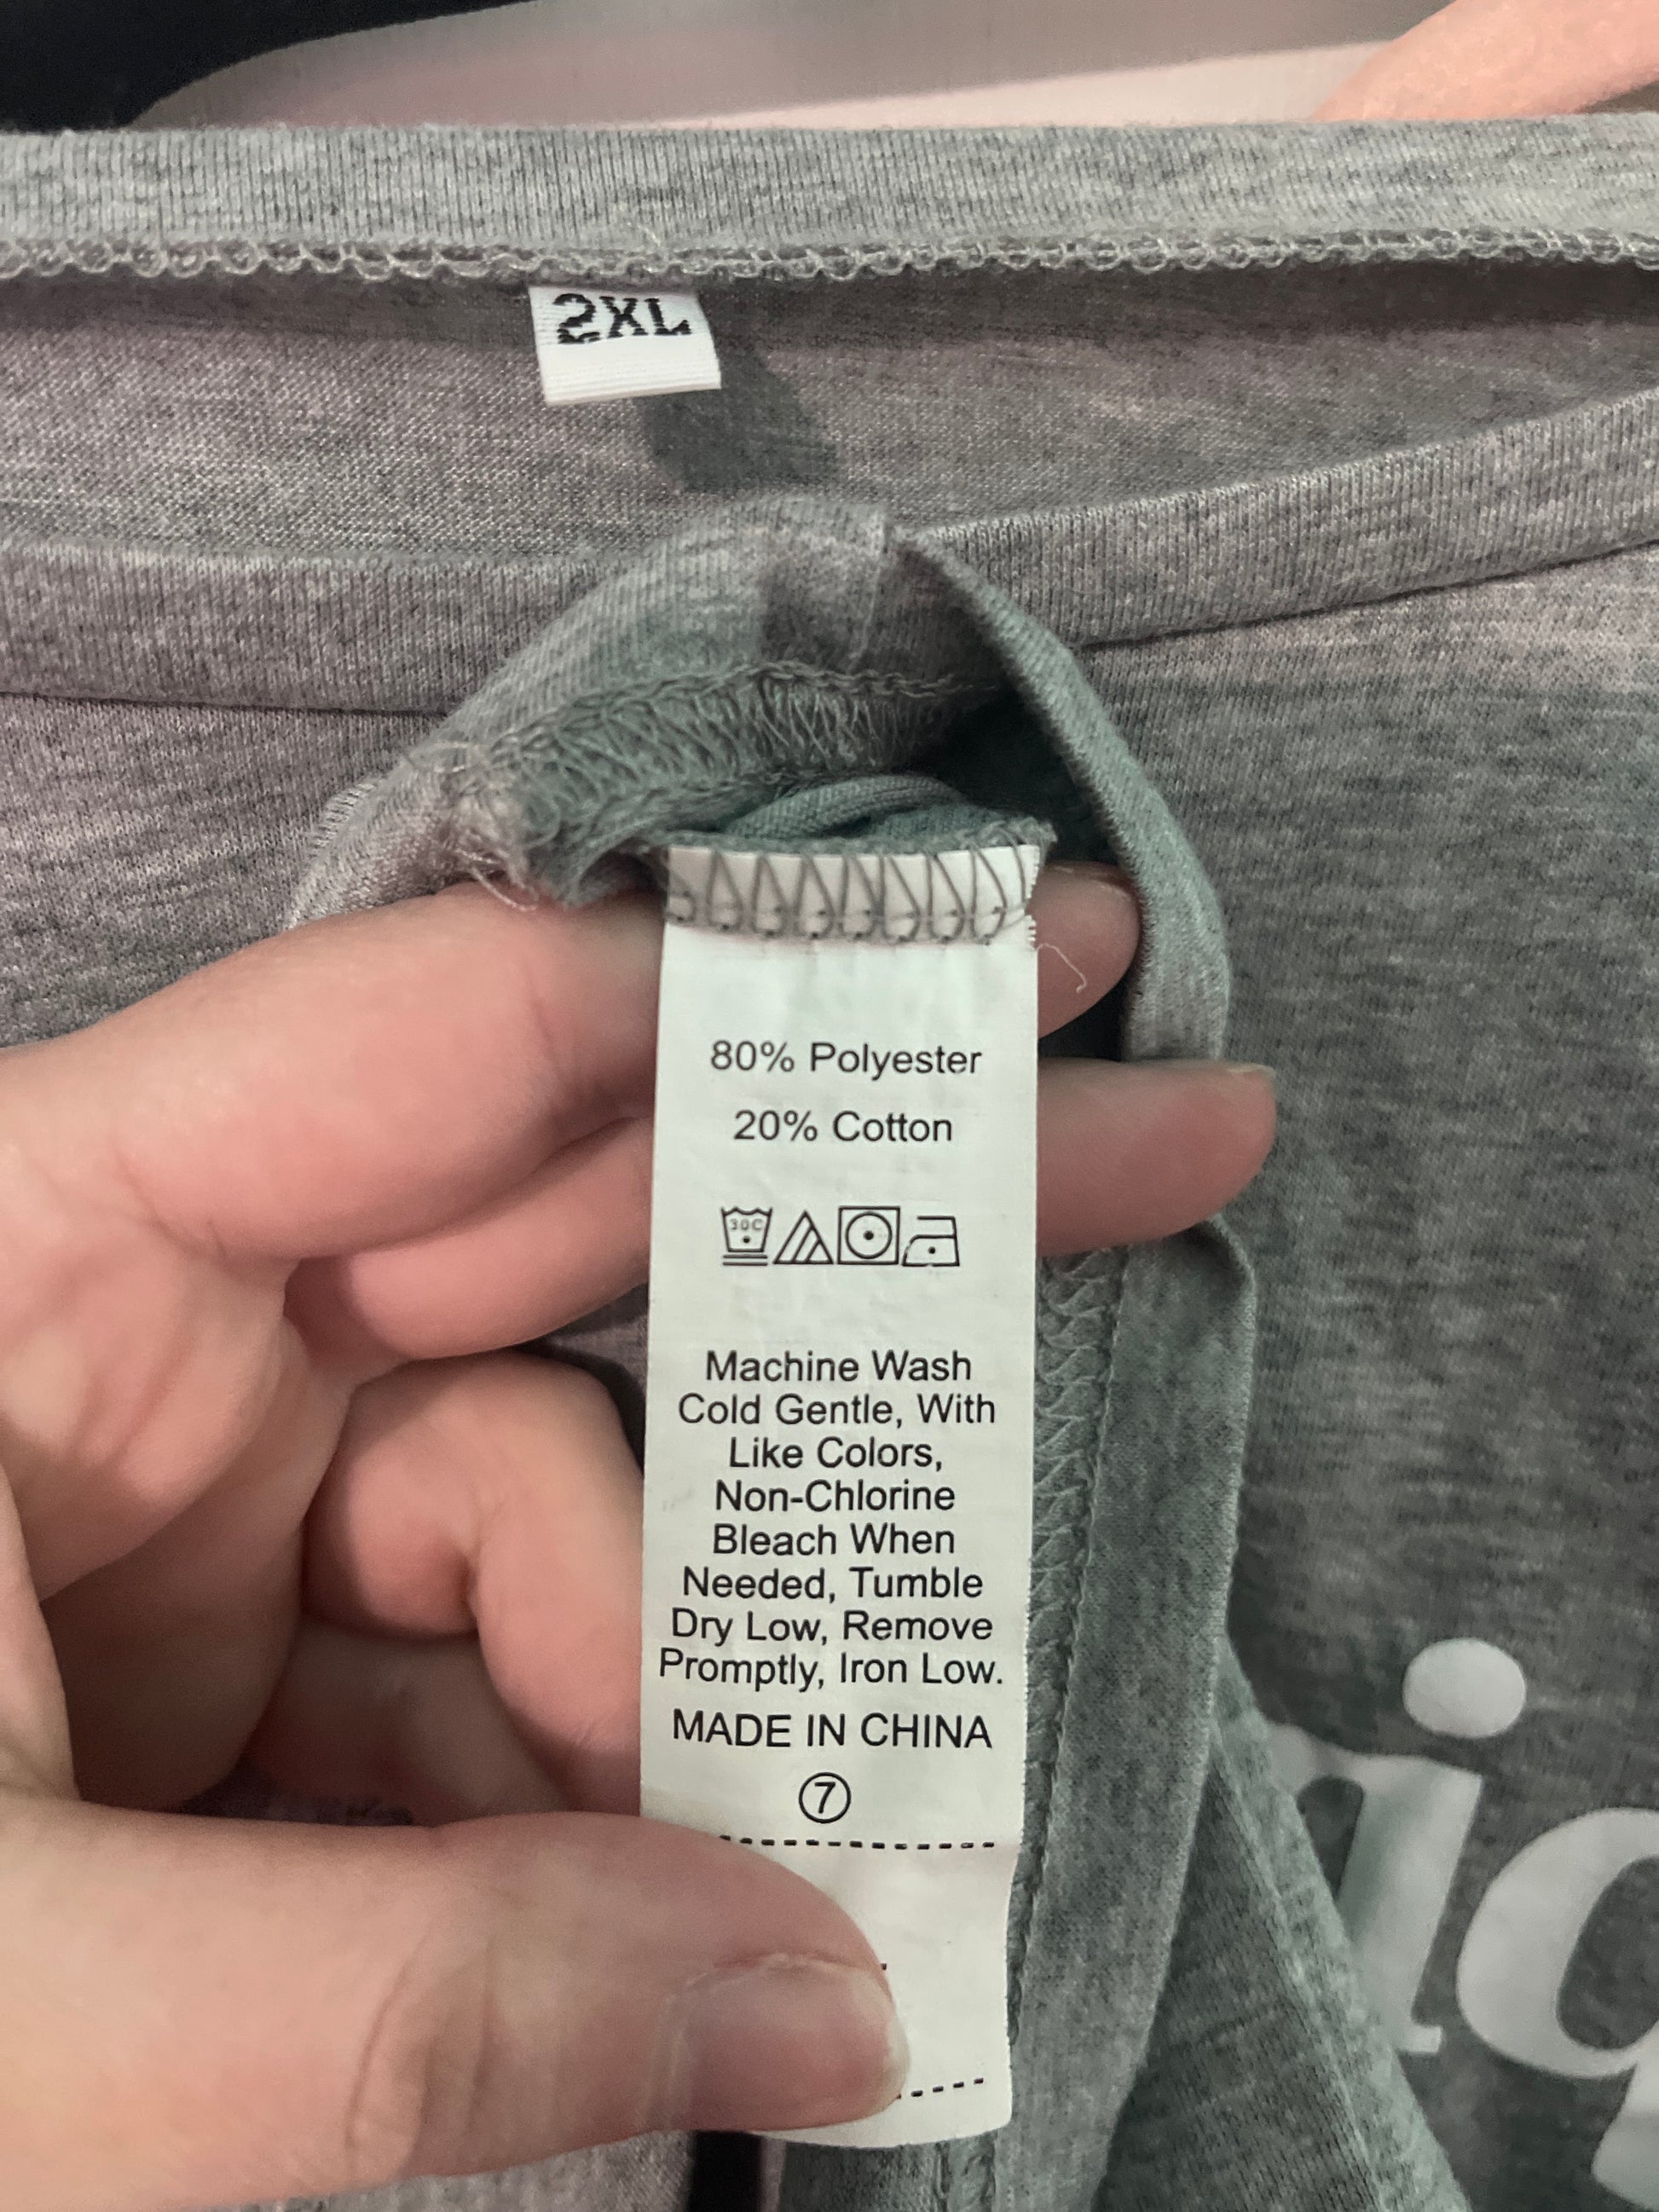 2XL
80% Polyester
20% Cotton
30C
Machine Wash
Cold Gentle, With
Like Colors,
Non-Chlorine
Bleach When
Needed, Tumble
Dry Low, Remove
Promptly, Iron Low.
MADE IN CHINA
⑦